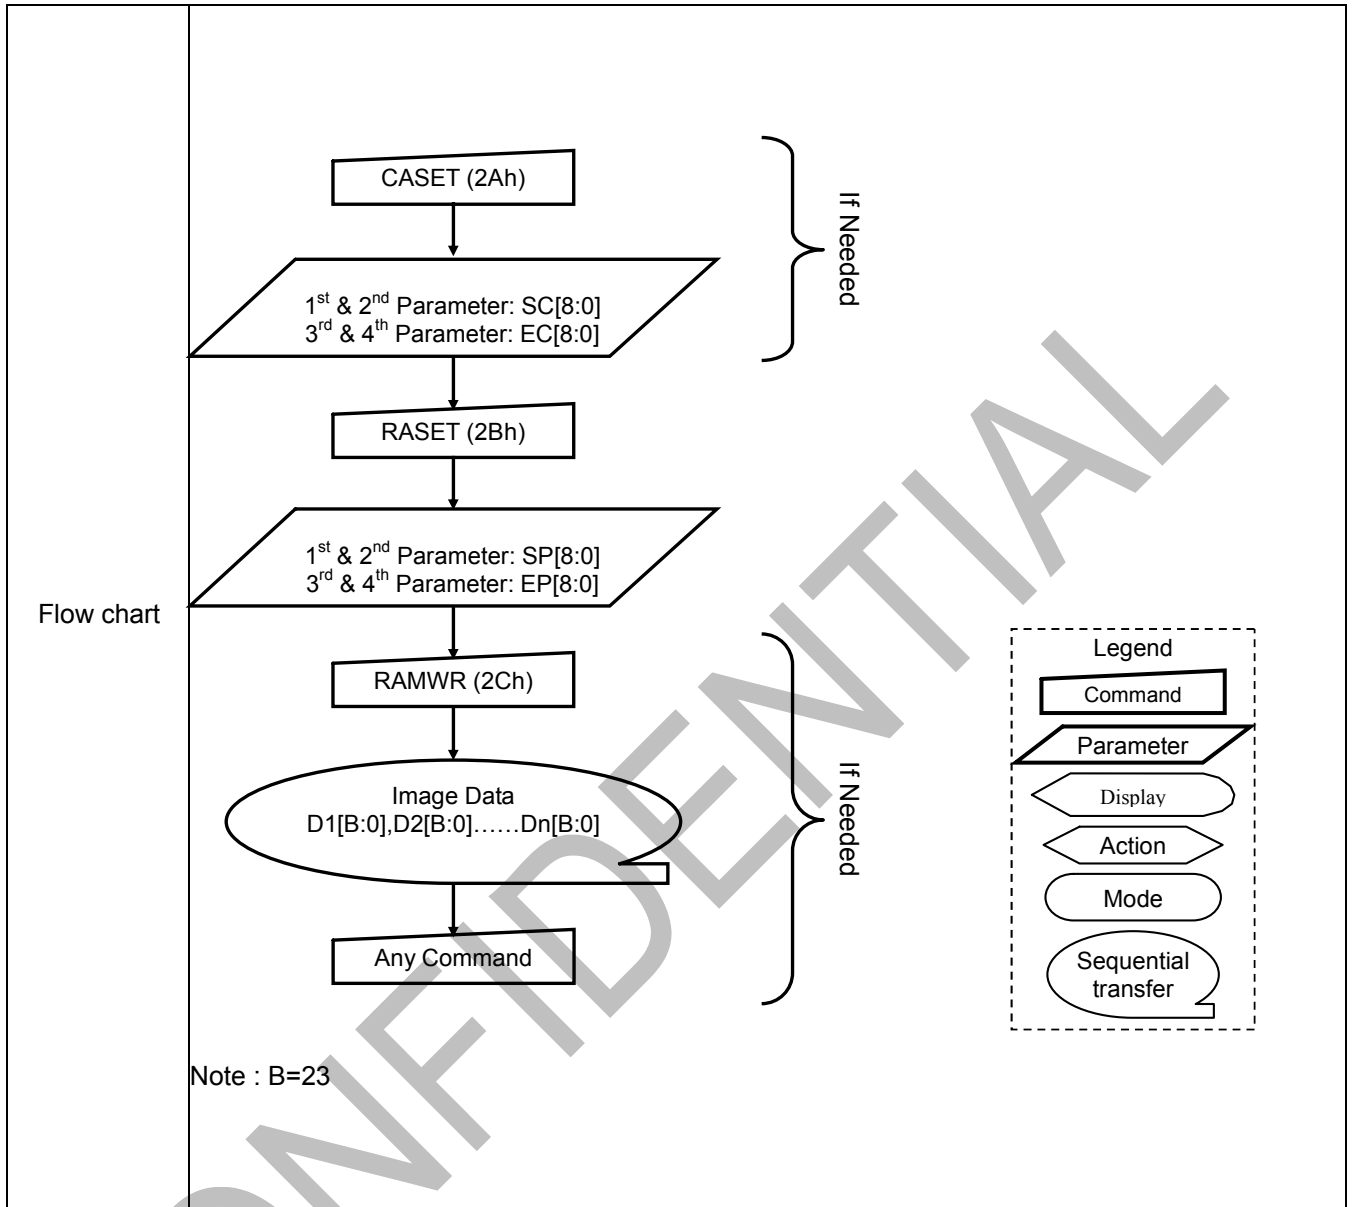 CASET (2Ah)
If Needed
1st & 2nd Parameter: SC[8:0]
3rd & 4th Parameter: EC[8:0]
RASET (2Bh)
1st & 2nd Parameter: SP[8:0]
3rd & 4th Parameter: EP[8:0]
Flow chart
RAMWR (2Ch)
Image Data
D1[B:0],D2[B:0]......Dn[B:0]
If Needed
Any Command
Legend
Command
Parameter
Display
Action
Mode
Sequential
transfer
Note : B=23
ONFIDENTIAL